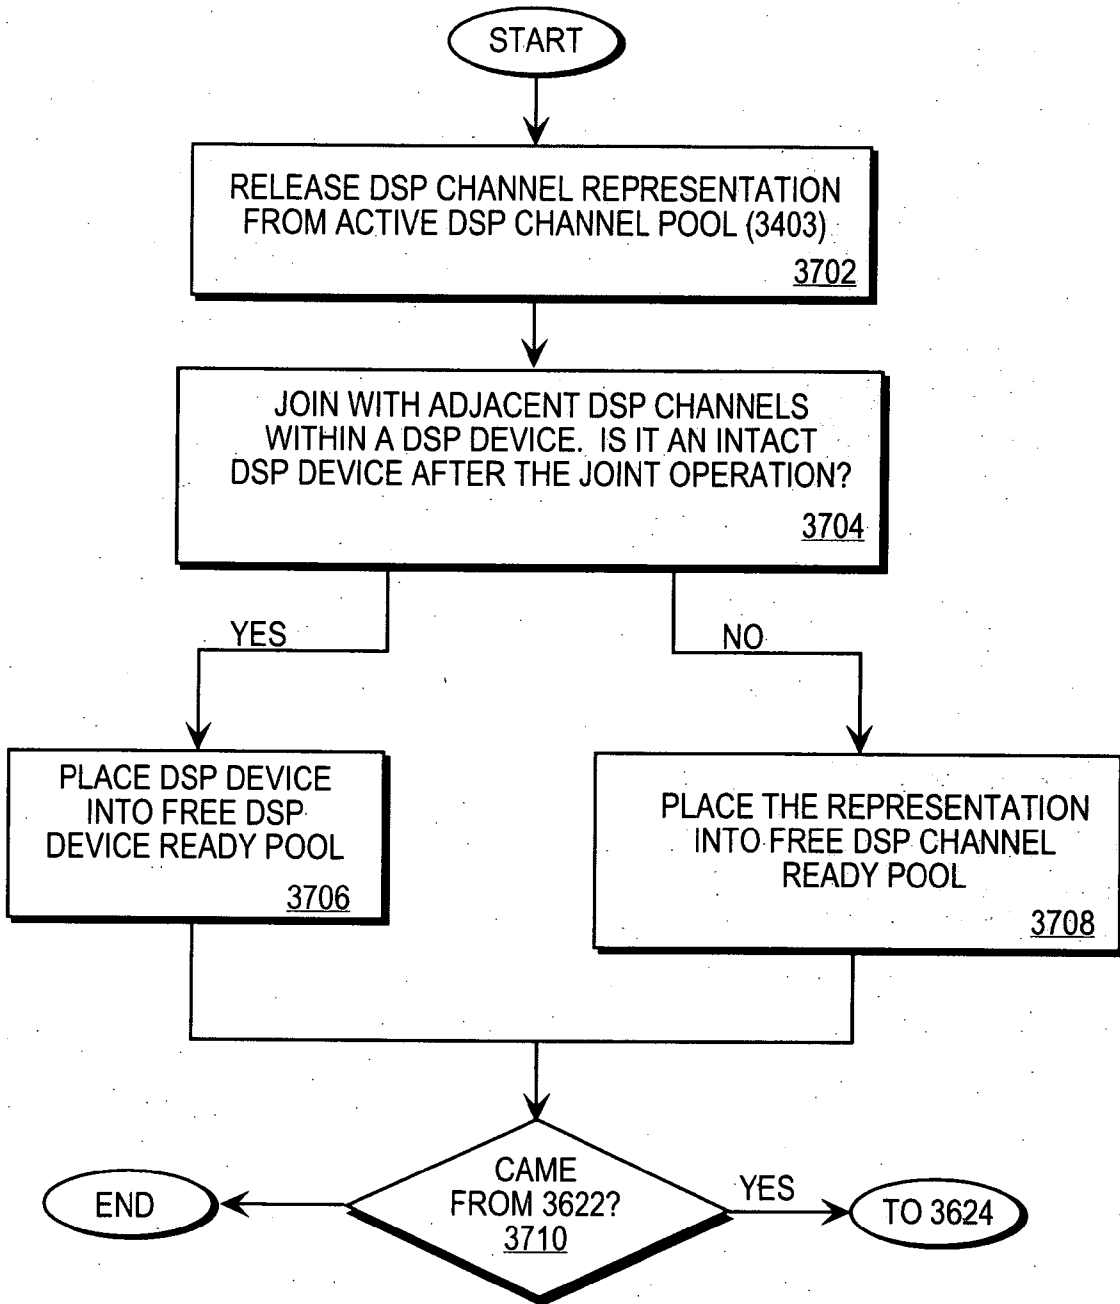 START
RELEASE DSP CHANNEL REPRESENTATION
FROM ACTIVE DSP CHANNEL POOL (3403)
3702
JOIN WITH ADJACENT DSP CHANNELS
WITHIN A DSP DEVICE. IS IT AN INTACT
DSP DEVICE AFTER THE JOINT OPERATION?
3704
YES
NO
PLACE DSP DEVICE
INTO FREE DSP
DEVICE READY POOL
3706
PLACE THE REPRESENTATION
INTO FREE DSP CHANNEL
READY POOL
3708
CAME
FROM 3622?
3710
END
YES
TO 3624